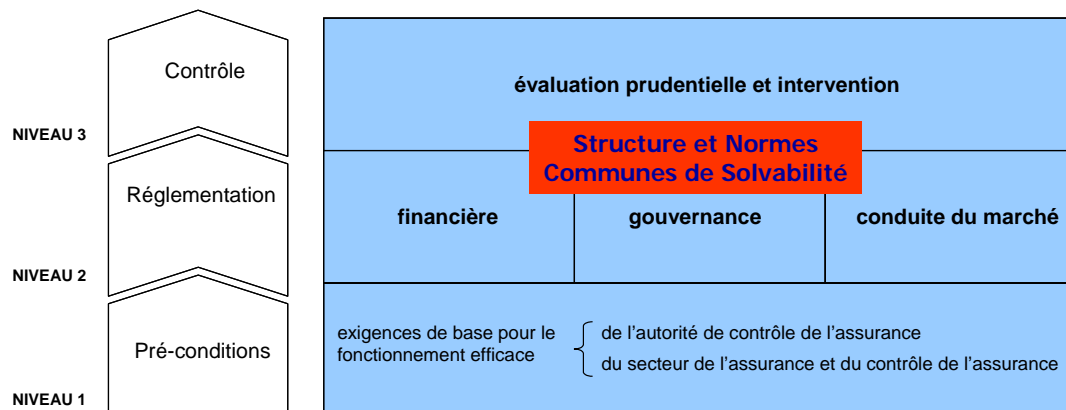 Contrôle
évaluation prudentielle et intervention
NIVEAU 3
Structure et Normes
Communes de Solvabilité
Réglementation
financière
gouvernance
conduite du marché
NIVEAU 2
exigences de base pour le
fonctionnement efficace
de l'autorité de contrôle de l'assurance
du secteur de l'assurance et du contrôle de l'assurance
Pré-conditions
NIVEAU 1